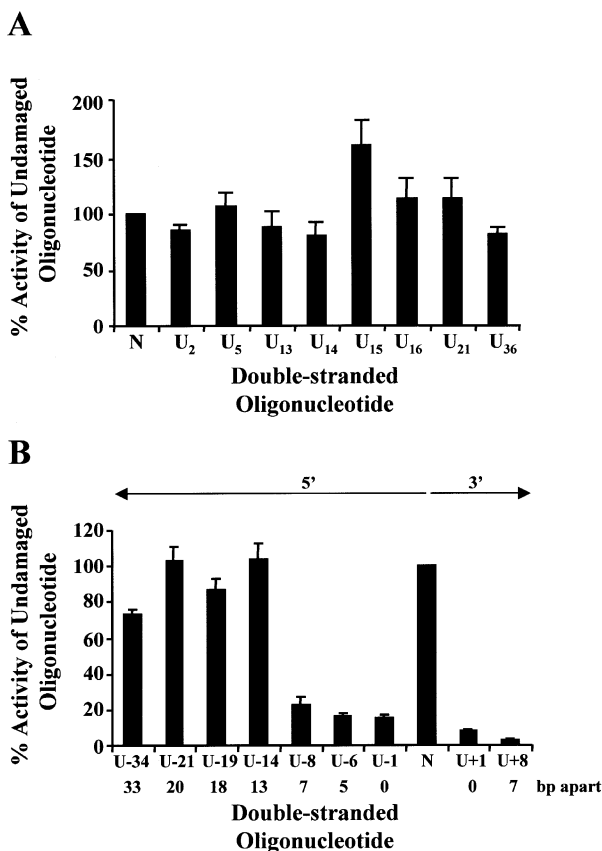 A
% Activity of Undamaged
Oligonucleotide
200
150
100
50
0
N U₂ U₅ U₁₃ U₁₄ U₁₅ U₁₆ U₂₁ U₃₆
Double-stranded
Oligonucleotide
B
5’ 3’
% Activity of Undamaged
Oligonucleotide
120
100
80
60
40
20
0
U-34 U-21 U-19 U-14 U-8 U-6 U-1 N U+1 U+8
33 20 18 13 7 5 0 0 7 bp apart
Double-stranded
Oligonucleotide